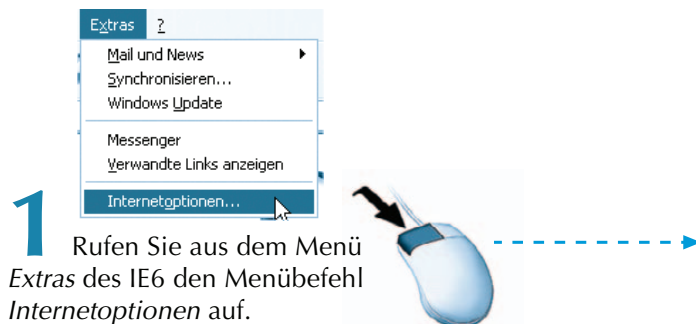 Extras ?
Mail und News
Synchronisieren...
Windows Update
Messenger
Verwandte Links anzeigen
Internetoptionen...
1 Rufen Sie aus dem Menü
Extras des IE6 den Menübefehl
Internetoptionen auf.